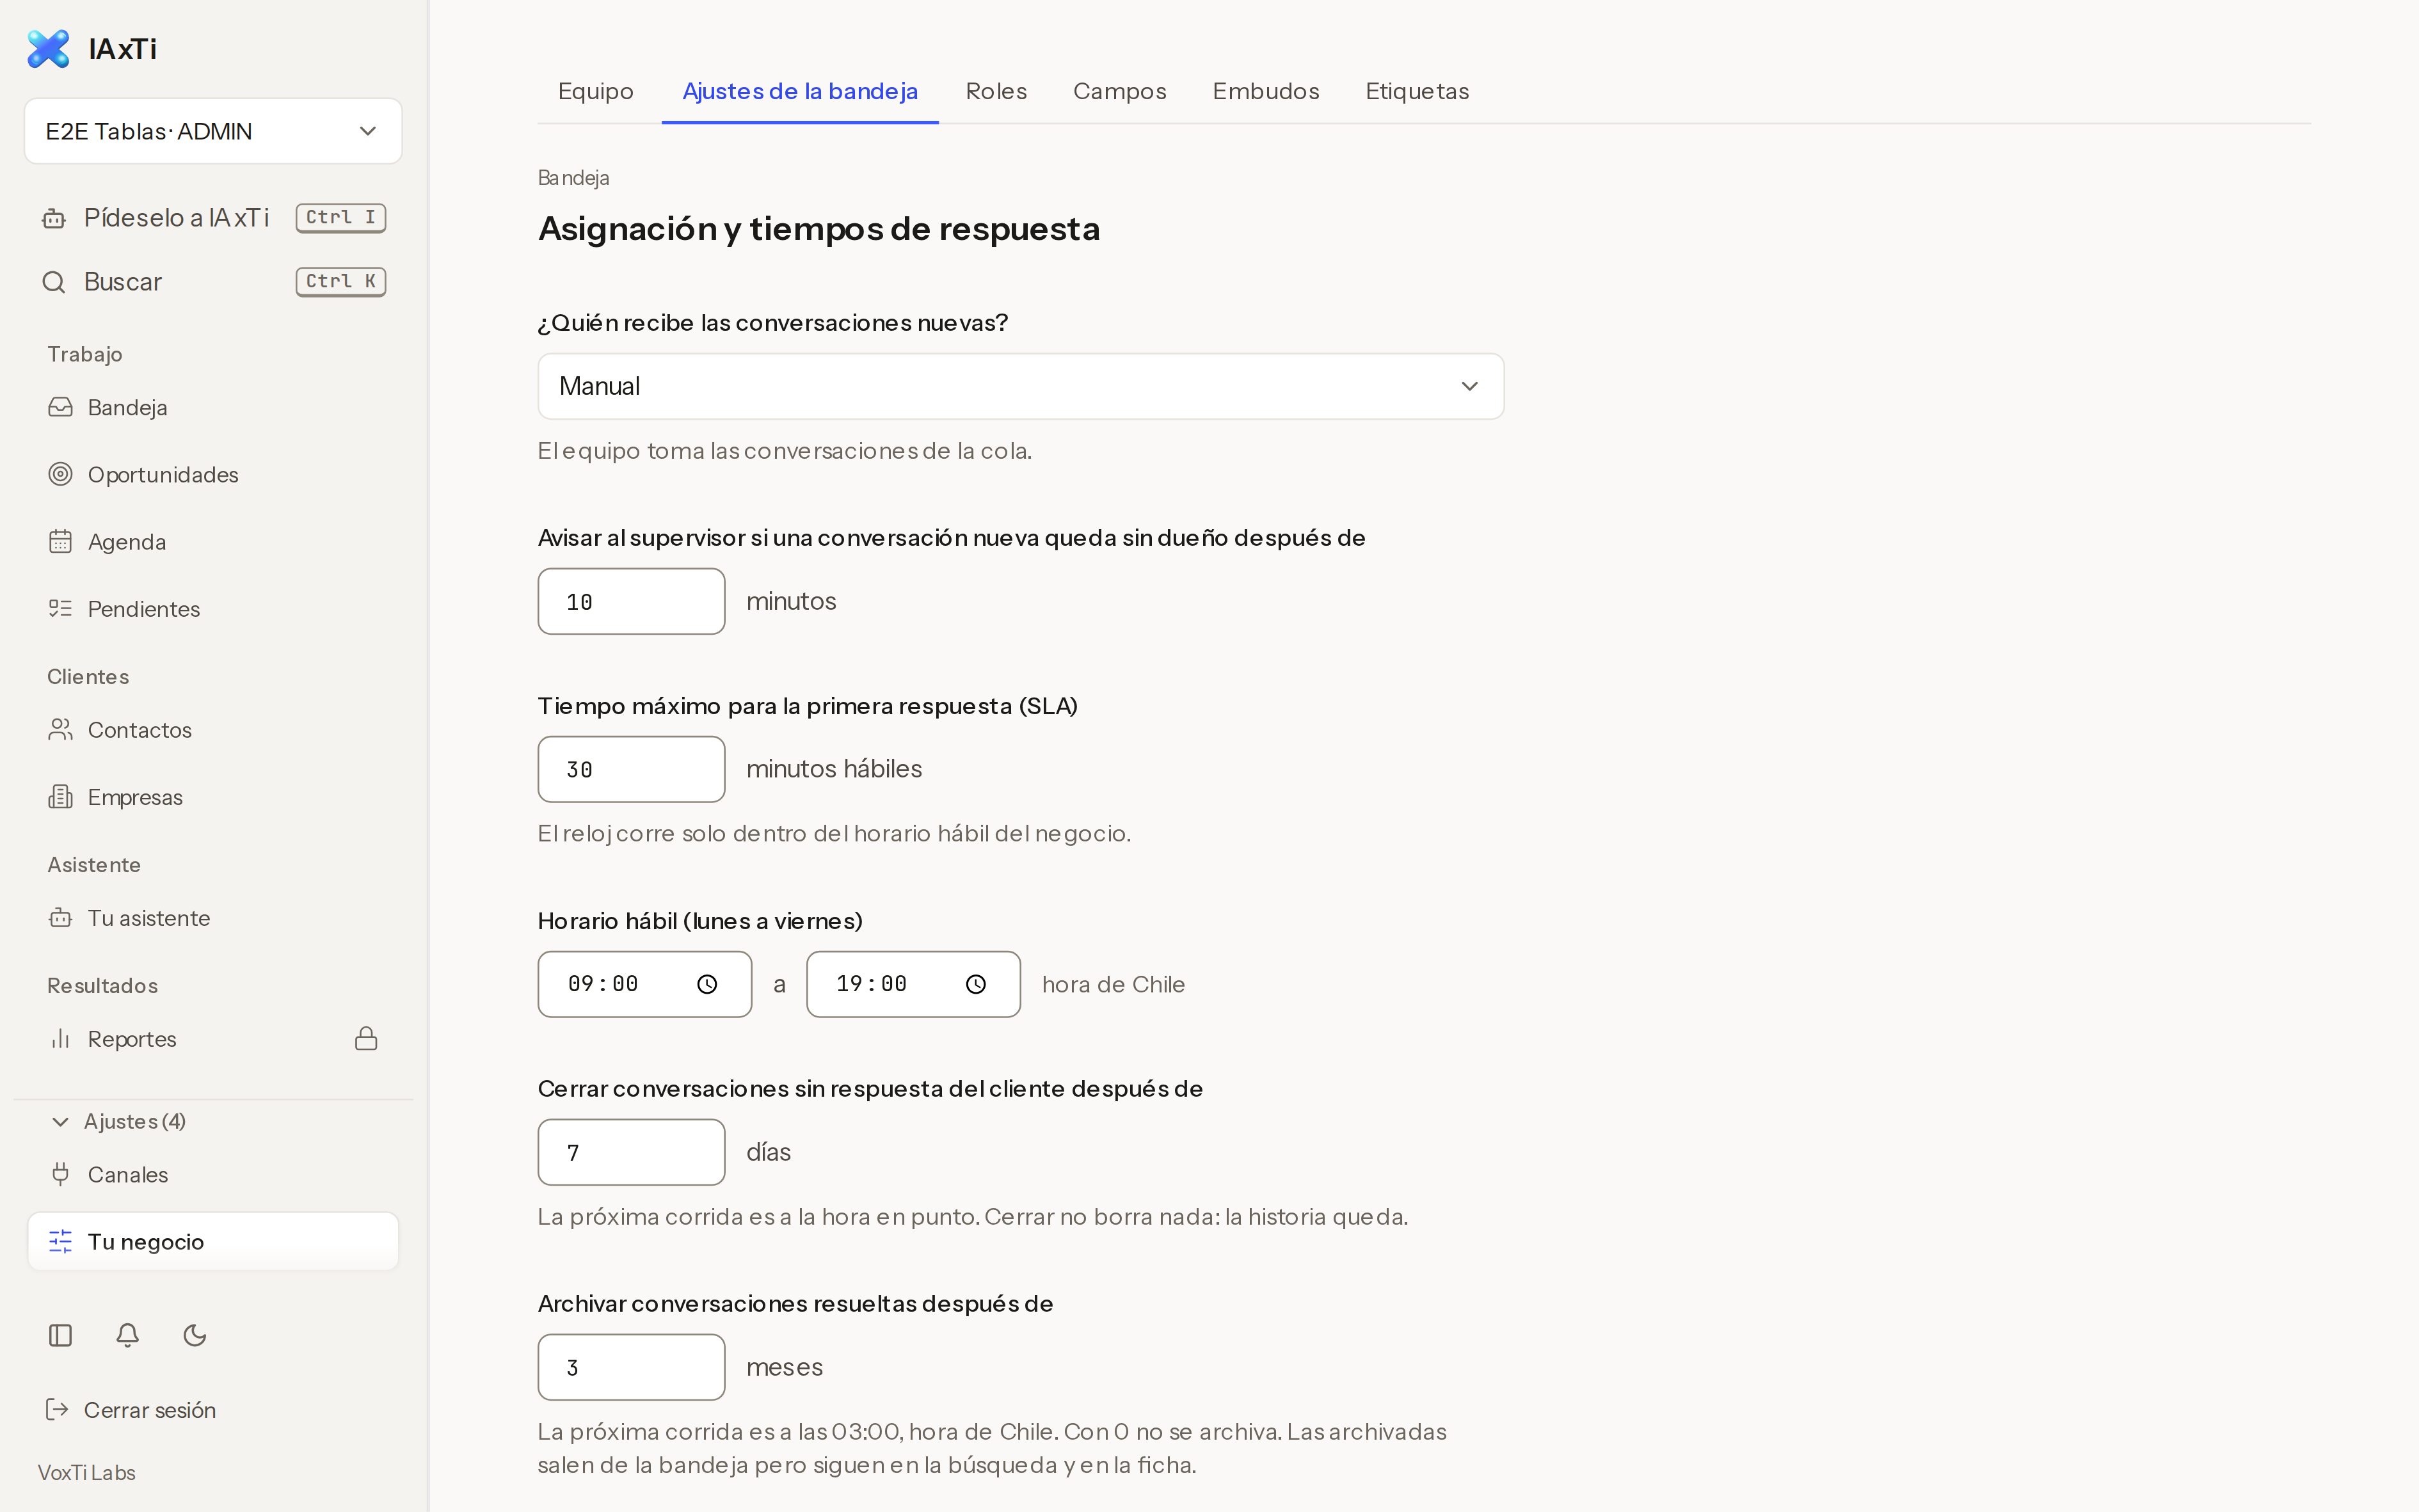 IAxTi
E2E Tablas · ADMIN
Pídeselo a IAxTi Ctrl I
Buscar Ctrl K
Trabajo
Bandeja
Oportunidades
Agenda
Pendientes
Clientes
Contactos
Empresas
Asistente
Tu asistente
Resultados
Reportes
Ajustes (4)
Canales
Tu negocio
Cerrar sesión
VoxTi Labs
Equipo Ajustes de la bandeja Roles Campos Embudos Etiquetas
Bandeja
Asignación y tiempos de respuesta
¿Quién recibe las conversaciones nuevas?
Manual
El equipo toma las conversaciones de la cola.
Avisar al supervisor si una conversación nueva queda sin dueño después de
10 minutos
Tiempo máximo para la primera respuesta (SLA)
30 minutos hábiles
El reloj corre solo dentro del horario hábil del negocio.
Horario hábil (lunes a viernes)
09:00 a 19:00 hora de Chile
Cerrar conversaciones sin respuesta del cliente después de
7 días
La próxima corrida es a la hora en punto. Cerrar no borra nada: la historia queda.
Archivar conversaciones resueltas después de
3 meses
La próxima corrida es a las 03:00, hora de Chile. Con 0 no se archiva. Las archivadas
salen de la bandeja pero siguen en la búsqueda y en la ficha.